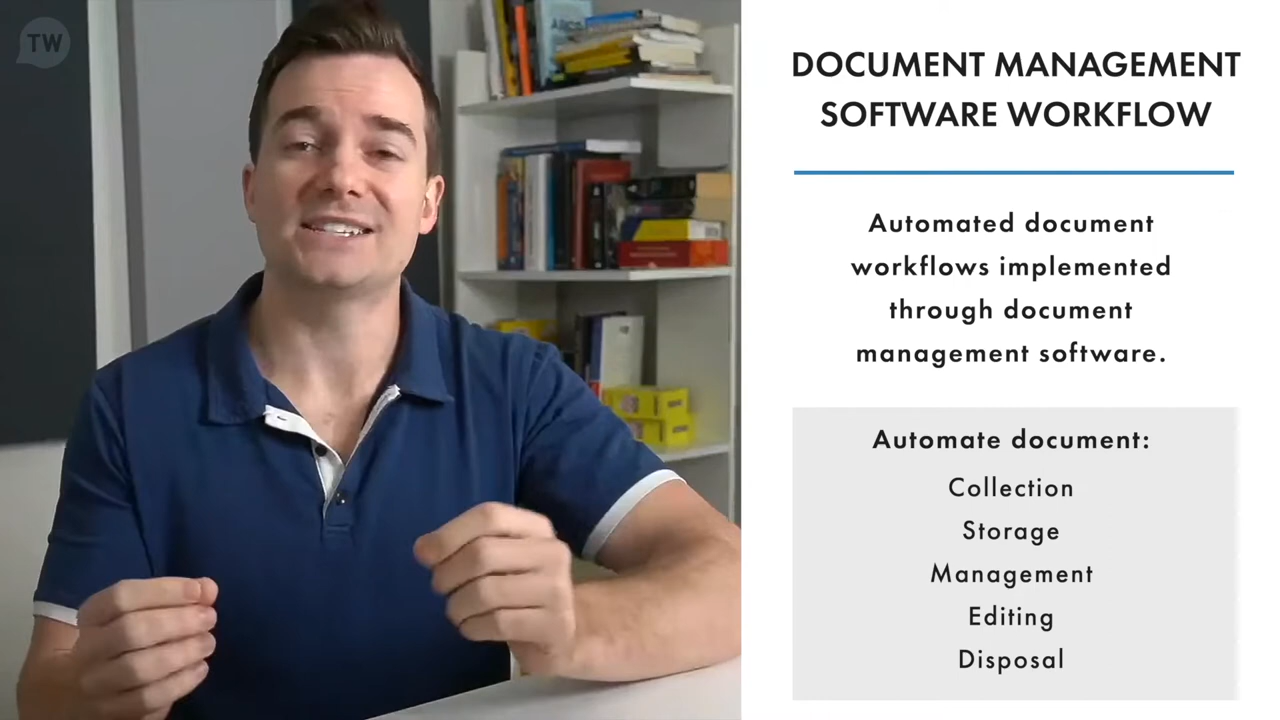 TW
DOCUMENT MANAGEMENT
SOFTWARE WORKFLOW
Automated document
workflows implemented
through document
management software.
Automate document:
Collection
Storage
Management
Editing
Disposal